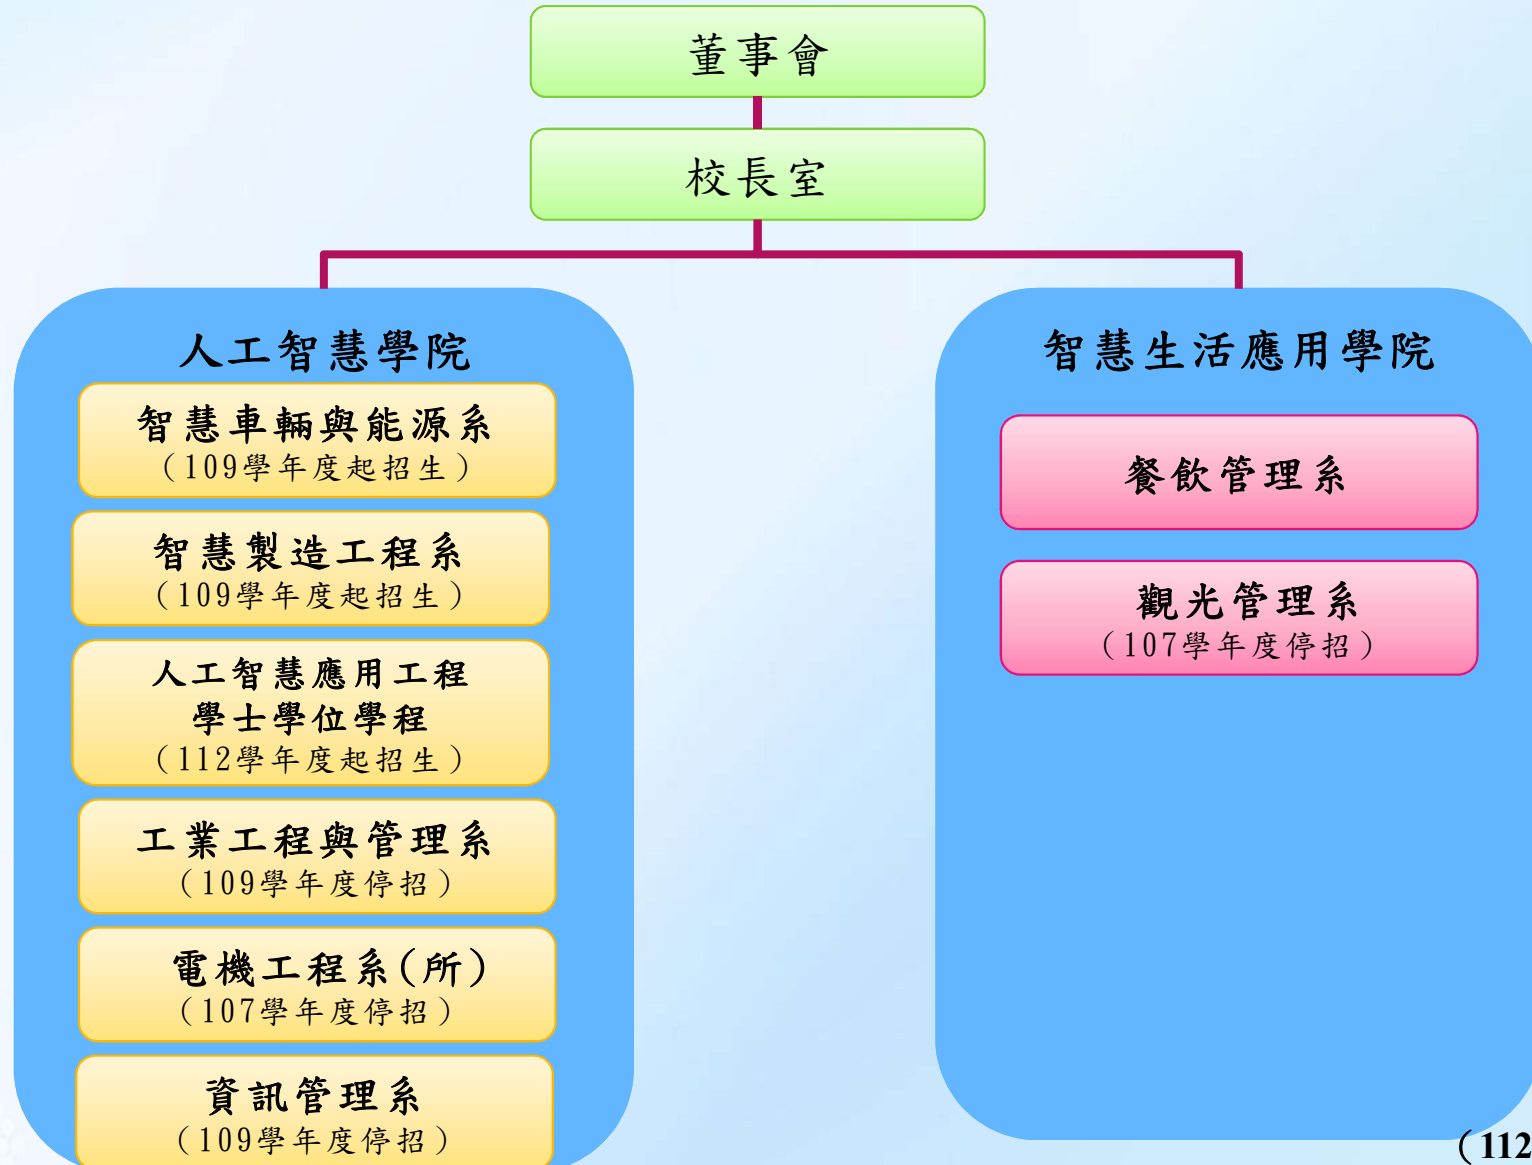 董事會
校長室
人工智慧學院
智慧車輛與能源系
（109學年度起招生）
智慧製造工程系
（109學年度起招生）
人工智慧應用工程
學士學位學程
（112學年度起招生）
工業工程與管理系
（109學年度停招）
電機工程系(所)
（107學年度停招）
資訊管理系
（109學年度停招）
智慧生活應用學院
餐飲管理系
觀光管理系
（107學年度停招）
（112